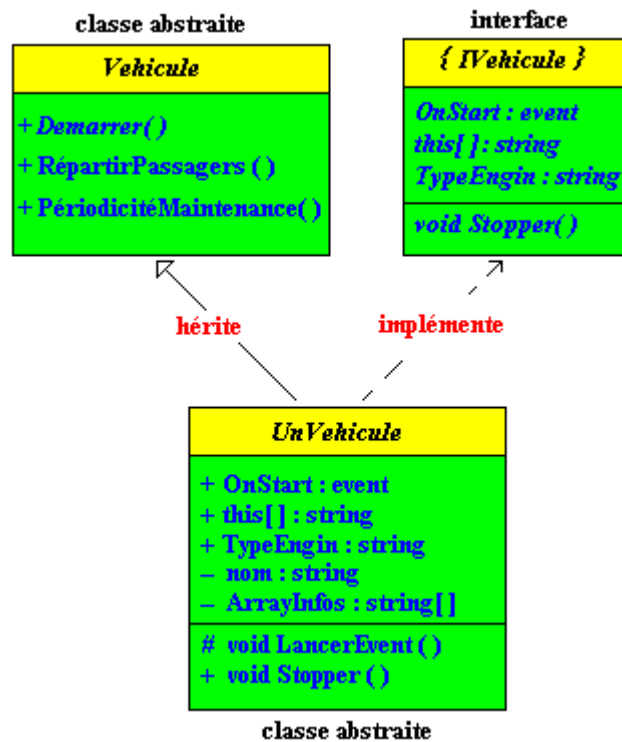 classe abstraite
Vehicule
+ Demarrer( )
+ RépartirPassagers ( )
+ PériodicitéMaintenance( )
interface
{ IVehicule }
OnStart : event
this[ ] : string
TypeEngin : string
void Stopper( )
hérite
implémente
UnVehicule
+ OnStart : event
+ this[ ] : string
+ TypeEngin : string
– nom : string
– ArrayInfos : string[ ]
# void LancerEvent ( )
+ void Stopper ( )
classe abstraite